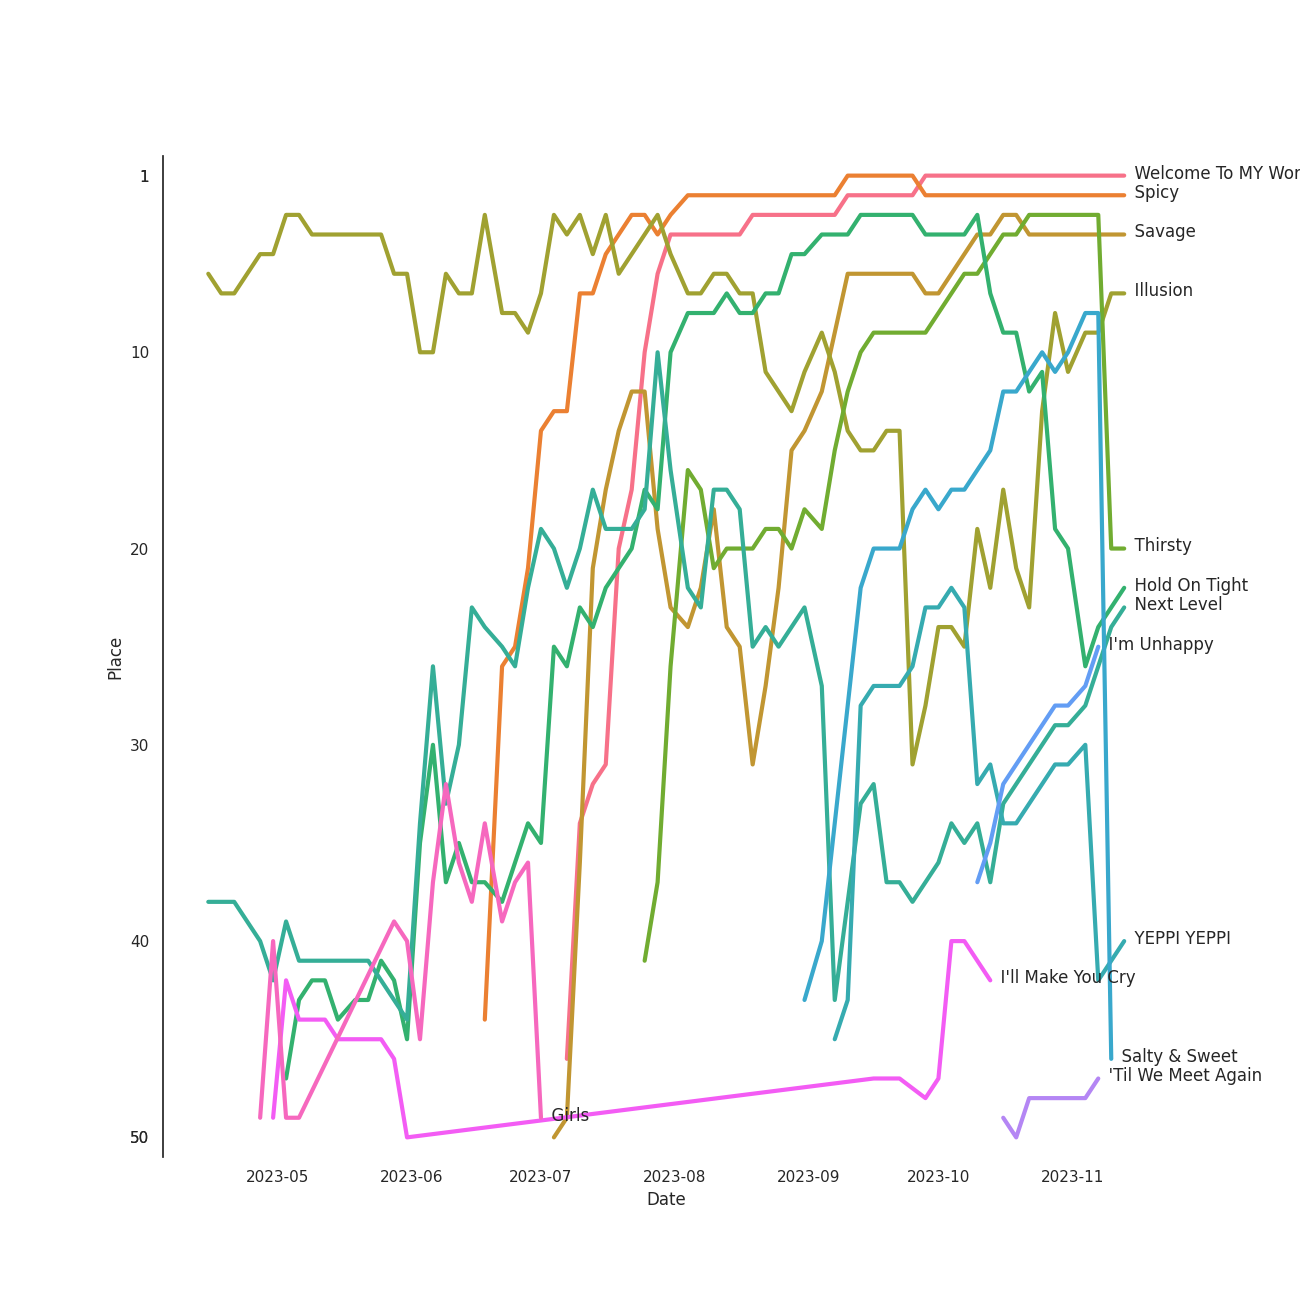 1
Welcome To MY Wor
Spicy
Savage
Illusion
10
20
Thirsty
Hold On Tight
Next Level
I'm Unhappy
30
Place
40
YEPPI YEPPI
I'll Make You Cry
Salty & Sweet
'Til We Meet Again
Girls
50
2023-05
2023-06
2023-07
2023-08
2023-09
2023-10
2023-11
Date